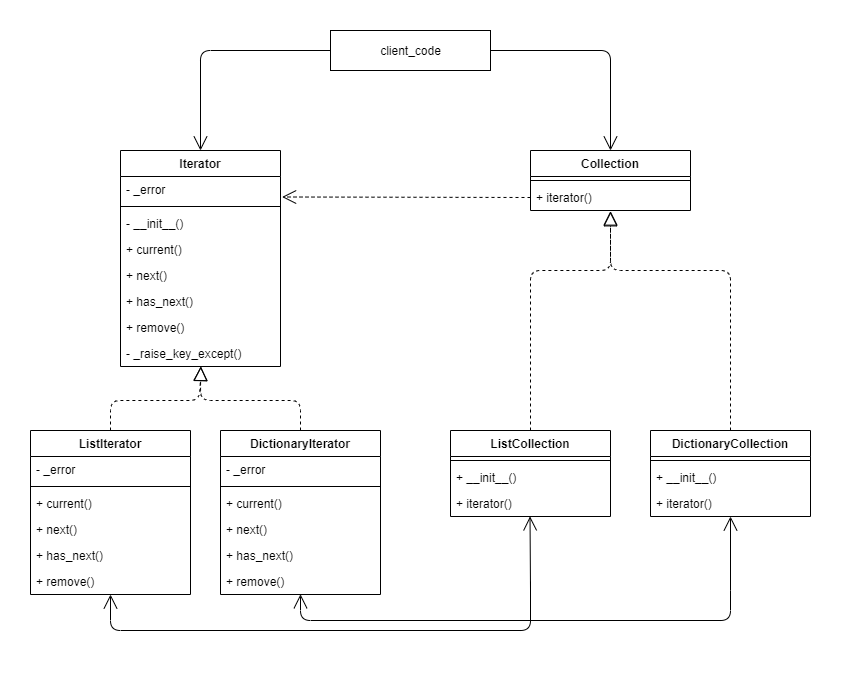 client_code
Iterator
- _error
- __init__()
+ current()
+ next()
+ has_next()
+ remove()
- _raise_key_except()
Collection
+ iterator()
ListIterator
- _error
+ current()
+ next()
+ has_next()
+ remove()
DictionaryIterator
- _error
+ current()
+ next()
+ has_next()
+ remove()
ListCollection
+ __init__()
+ iterator()
DictionaryCollection
+ __init__()
+ iterator()